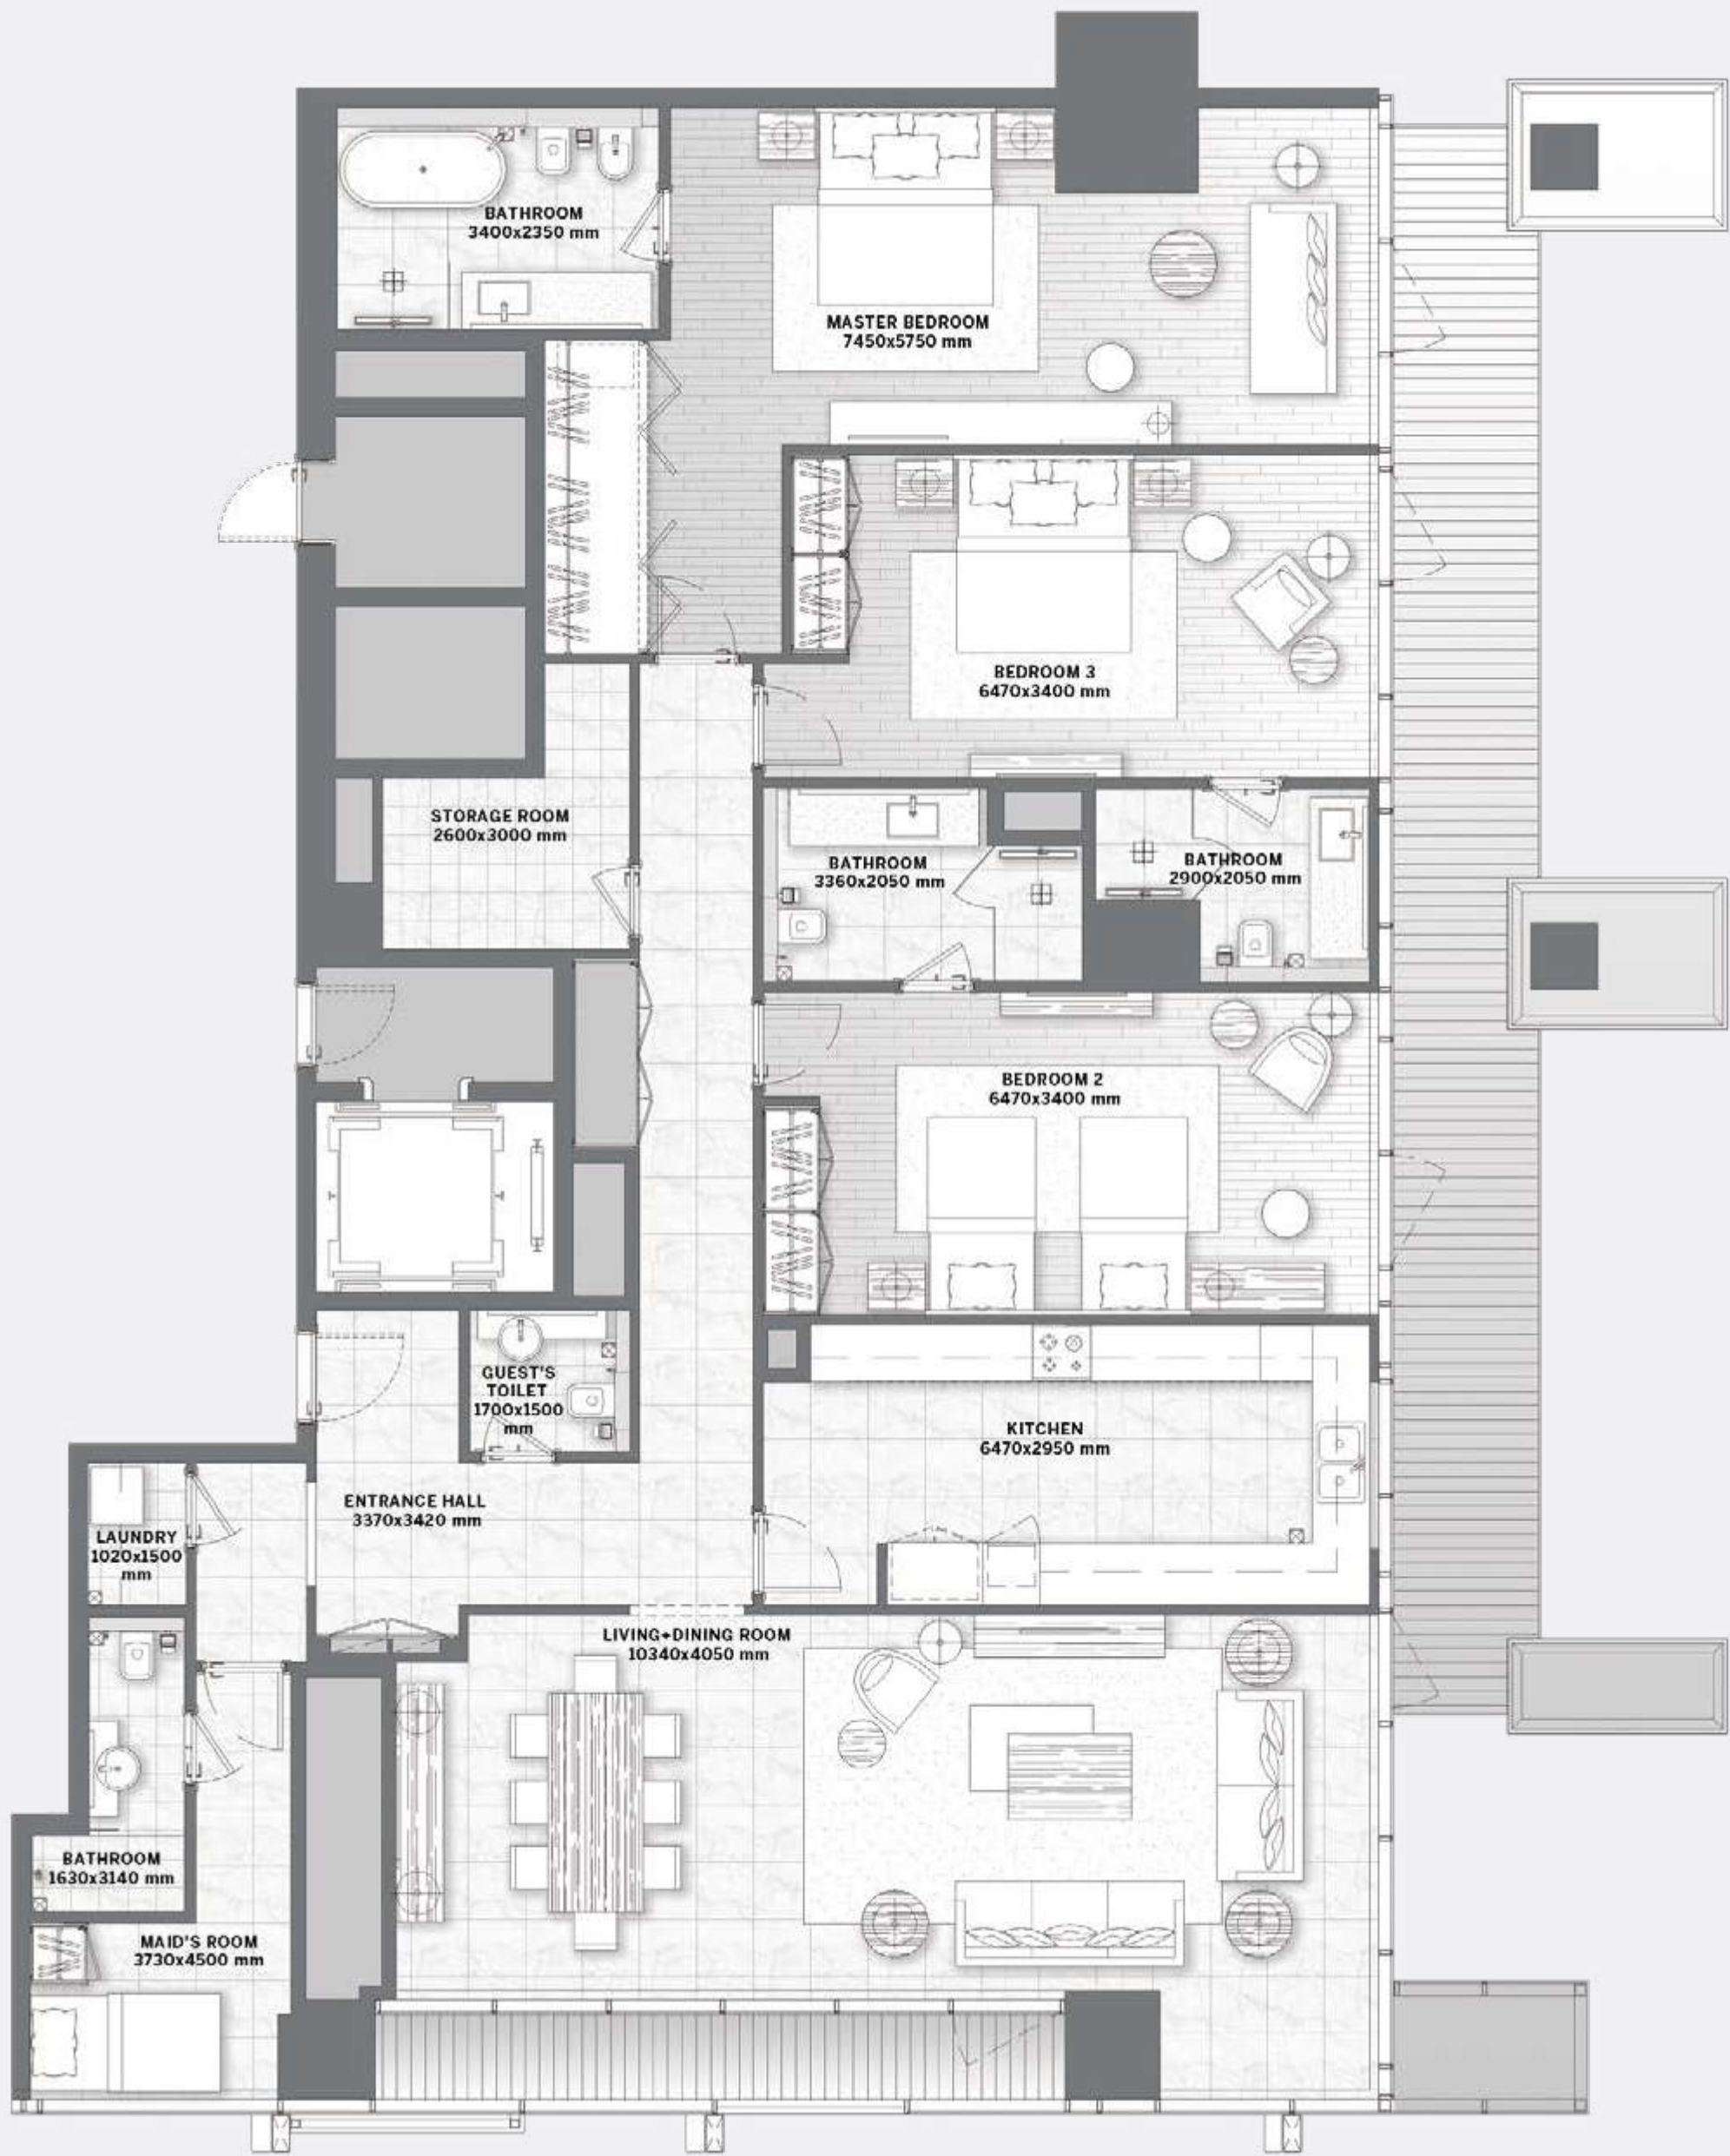 BATHROOM
3400x2350 mm
MASTER BEDROOM
7450x5750 mm
BEDROOM 3
6470x3400 mm
STORAGE ROOM
2600x3000 mm
BATHROOM
3360x2050 mm
BATHROOM
2900x2050 mm
BEDROOM 2
6470x3400 mm
GUEST'S
TOILET
1700x1500
mm
KITCHEN
6470x2950 mm
ENTRANCE HALL
3370x3420 mm
LAUNDRY
1020x1500
mm
LIVING+DINING ROOM
10340x4050 mm
BATHROOM
1630x3140 mm
MAID'S ROOM
3730x4500 mm